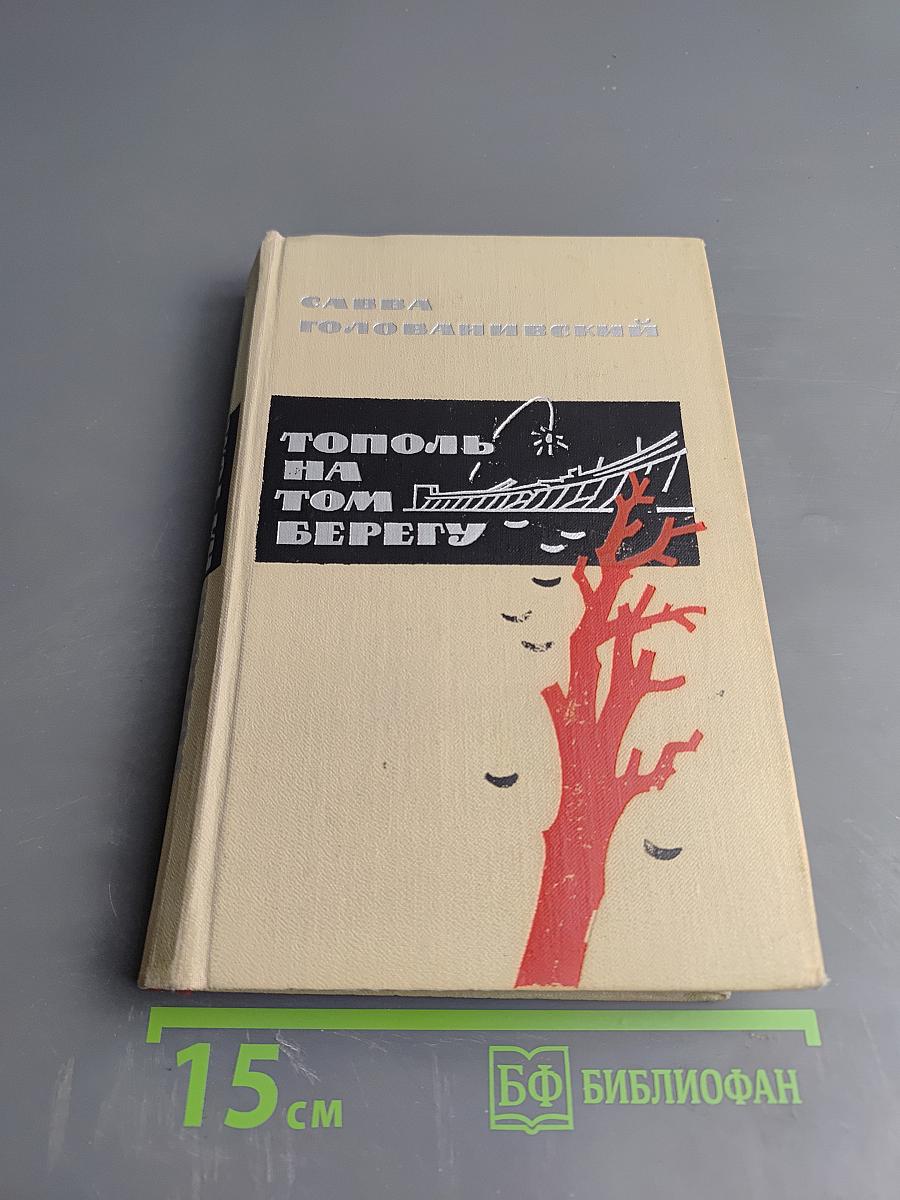 САВВА
ГОЛОВАНИВСКИЙ
ТОПОЛЬ
НА
ТОМ
БЕРЕГУ
15 см
БФ БИБЛИОФАН